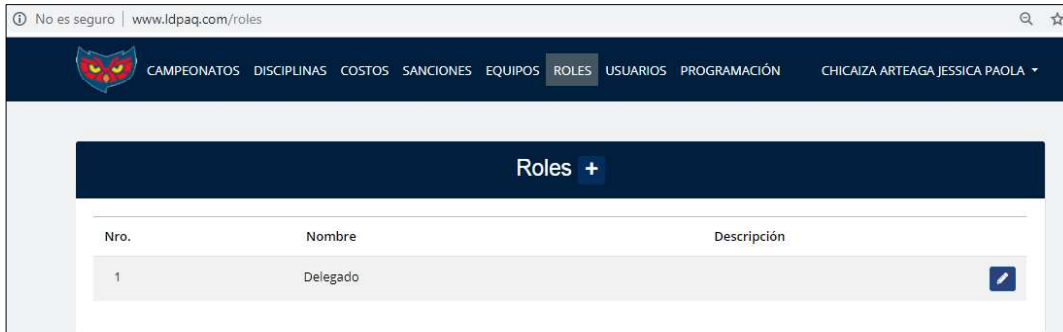 No es seguro | www.ldpaq.com/roles
CAMPEONATOS DISCIPLINAS COSTOS SANCIONES EQUIPOS ROLES USUARIOS PROGRAMACIÓN CHICAIZA ARTEAGA JESSICA PAOLA
Roles +
Nro. Nombre Descripción
1 Delegado